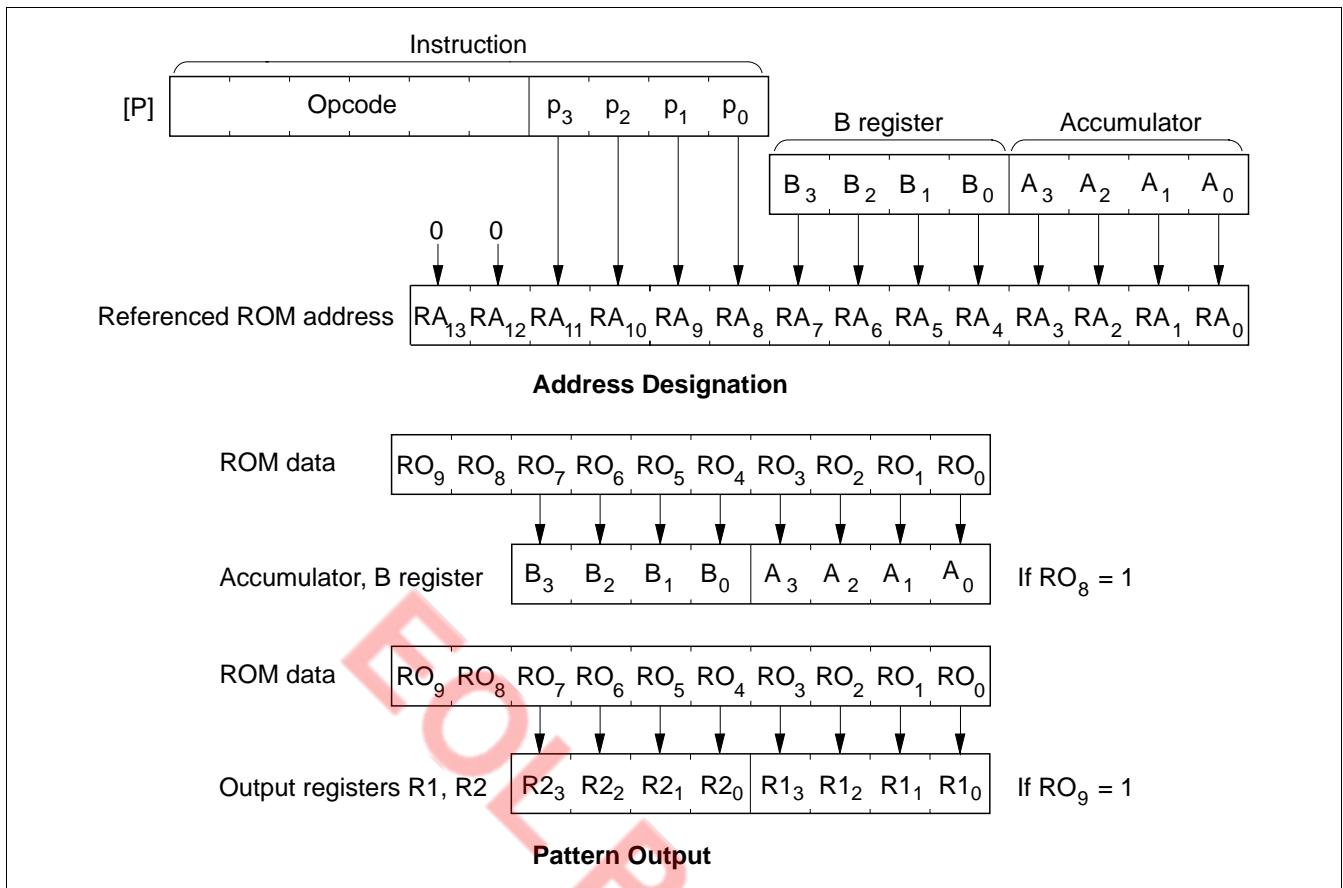 Instruction
[P] Opcode p3 p2 p1 p0
B register Accumulator
B3 B2 B1 B0 A3 A2 A1 A0
0 0
Referenced ROM address RA13 RA12 RA11 RA10 RA9 RA8 RA7 RA6 RA5 RA4 RA3 RA2 RA1 RA0
Address Designation
ROM data RO9 RO8 RO7 RO6 RO5 RO4 RO3 RO2 RO1 RO0
Accumulator, B register B3 B2 B1 B0 A3 A2 A1 A0 If RO8 = 1
ROM data RO9 RO8 RO7 RO6 RO5 RO4 RO3 RO2 RO1 RO0
Output registers R1, R2 R23 R22 R21 R20 R13 R12 R11 R10 If RO9 = 1
Pattern Output
EOL P